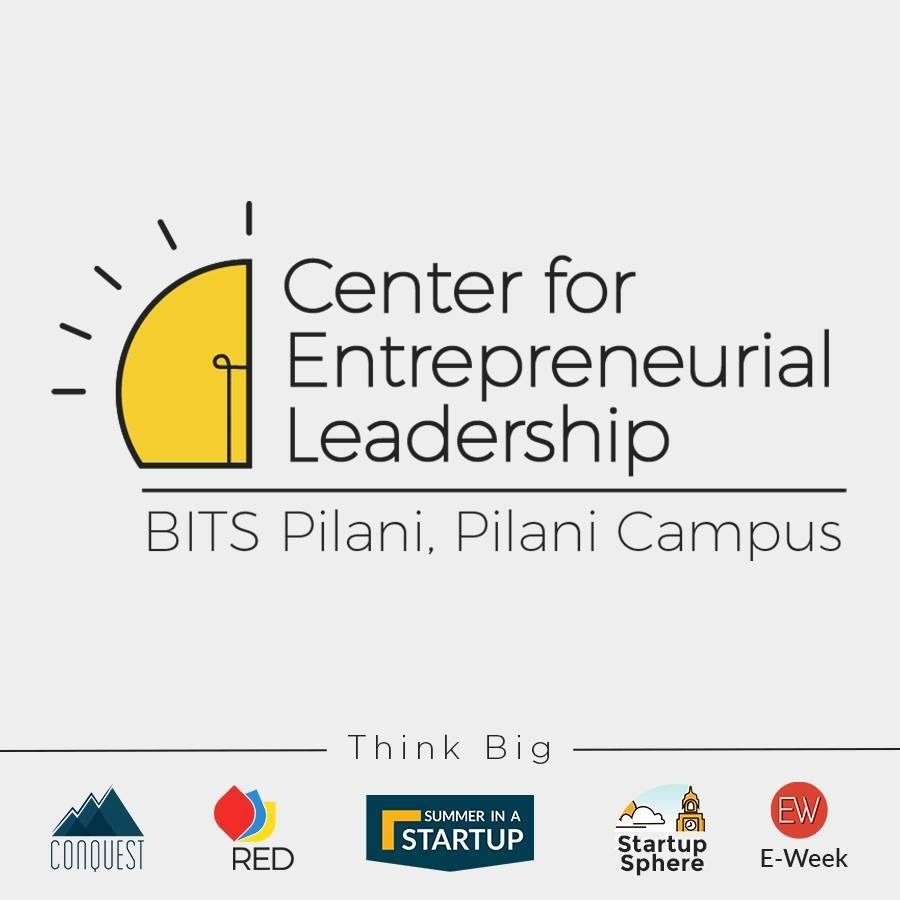 Center for
Entrepreneurial
Leadership
BITS Pilani, Pilani Campus
Think Big
CONQUEST
RED
SUMMER IN A
STARTUP
Startup
Sphere
EW
E-Week